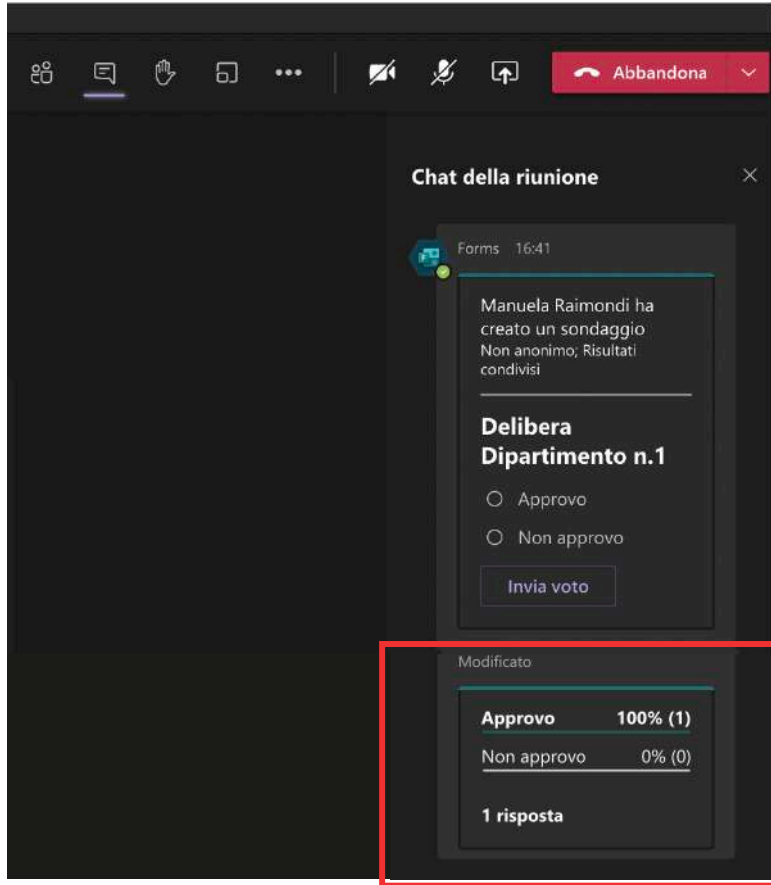 Abbandona
Chat della riunione
Forms 16:41
Manuela Raimondi ha
creato un sondaggio
Non anonimo; Risultati
condivisi
Delibera
Dipartimento n.1
Approvo
Non approvo
Invia voto
Modificato
Approvo 100% (1)
Non approvo 0% (0)
1 risposta